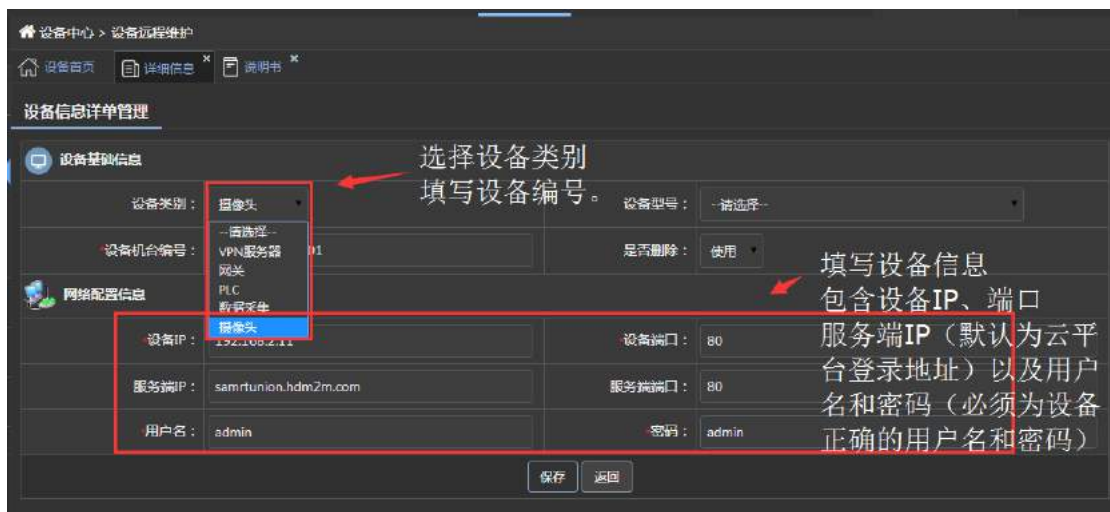 设备中心 > 设备远程维护
设备首页 详细信息 × 说明书 ×
设备信息详单管理
设备基础信息
选择设备类别
填写设备编号。
设备类别： 摄像头 设备型号： --请选择--
--请选择--
VPN服务器
网关
PLC
数据采集
摄像头
*设备机台编号： 01 是否删除： 使用
网络配置信息
填写设备信息
包含设备IP、端口
服务端IP（默认为云平
台登录地址）以及用户
名和密码（必须为设备
正确的用户名和密码）
*设备IP： 192.168.2.11 *设备端口： 80
服务端IP： samrtunion.hdm2m.com 服务端端口： 80
*用户名： admin *密码： admin
保存 返回